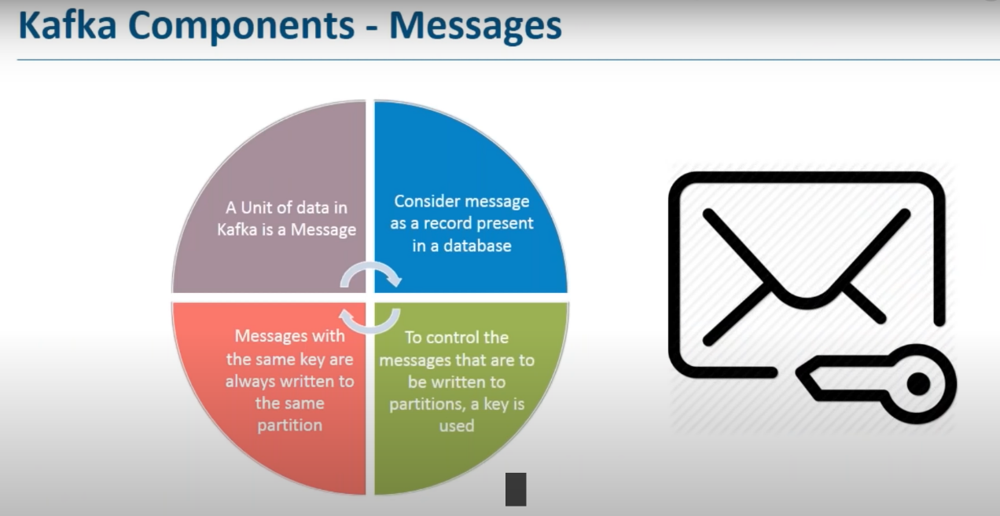 Kafka Components - Messages
A Unit of data in
Kafka is a Message
Consider message
as a record present
in a database
Messages with
the same key are
always written to
the same
partition
To control the
messages that are to
be written to
partitions, a key is
used